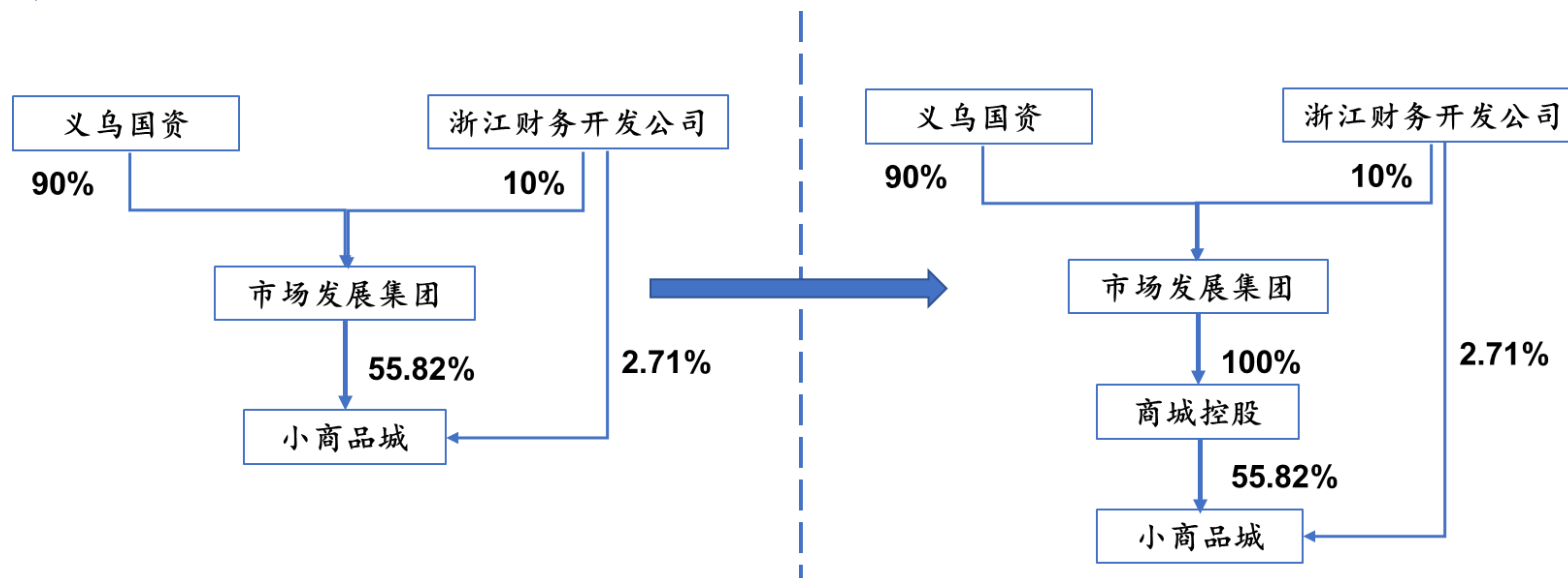 义乌国资
浙江财务开发公司
90%
10%
市场发展集团
55.82%
2.71%
小商品城
义乌国资
浙江财务开发公司
90%
10%
市场发展集团
100%
2.71%
商城控股
55.82%
小商品城